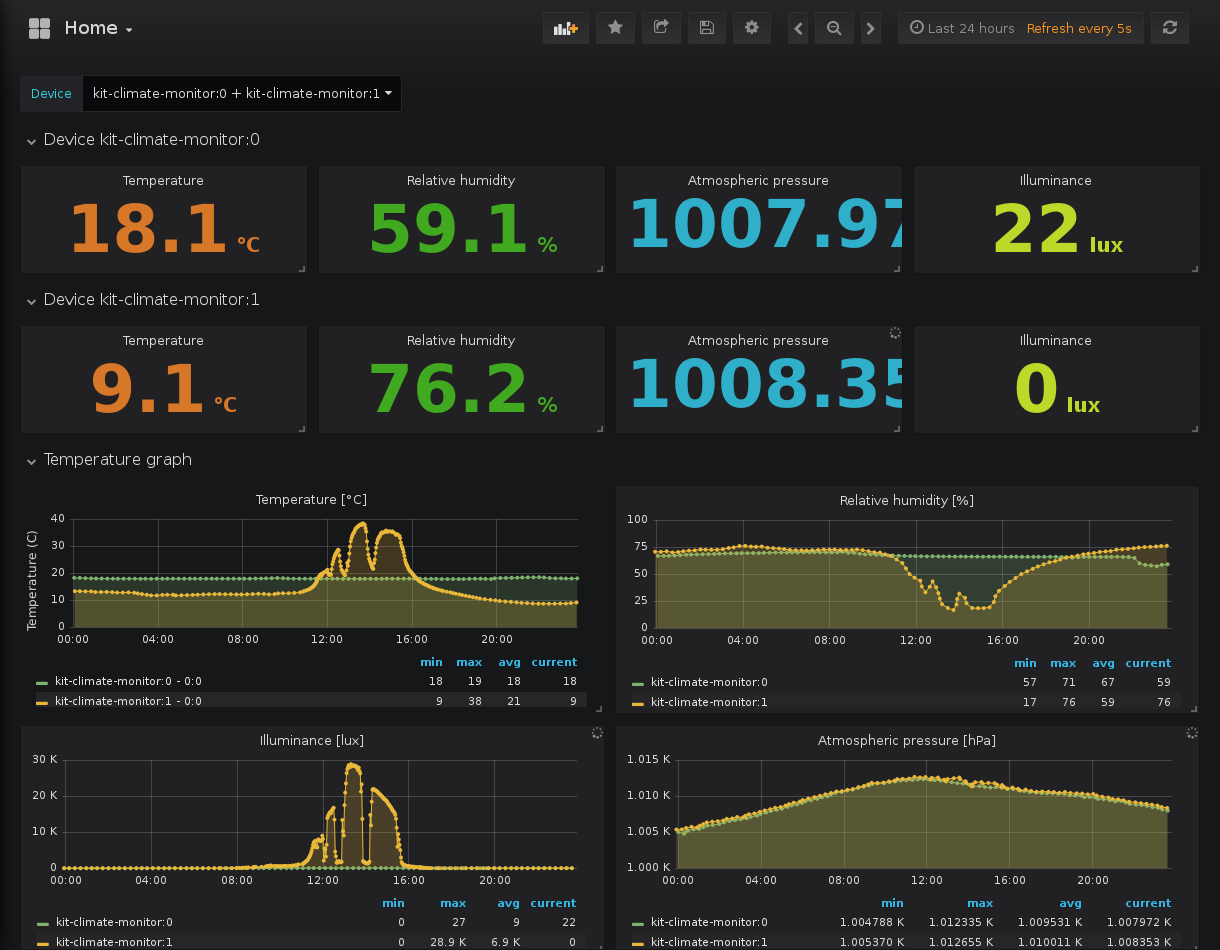 Home
Last 24 hours Refresh every 5s
Device kit-climate-monitor:0 + kit-climate-monitor:1
Device kit-climate-monitor:0
Temperature Relative humidity Atmospheric pressure Illuminance
18.1 °C 59.1 % 1007.97 22 lux
Device kit-climate-monitor:1
Temperature Relative humidity Atmospheric pressure Illuminance
9.1 °C 76.2 % 1008.35 0 lux
Temperature graph
Temperature [°C]
Temperature (C)
40
30
20
10
0
00:00 04:00 08:00 12:00 16:00 20:00
min max avg current
kit-climate-monitor:0 - 0:0 18 19 18 18
kit-climate-monitor:1 - 0:0 9 38 21 9
Relative humidity [%]
100
75
50
25
0
00:00 04:00 08:00 12:00 16:00 20:00
min max avg current
kit-climate-monitor:0 57 71 67 59
kit-climate-monitor:1 17 76 59 76
Illuminance [lux]
30 K
20 K
10 K
0
00:00 04:00 08:00 12:00 16:00 20:00
min max avg current
kit-climate-monitor:0 0 27 9 22
kit-climate-monitor:1 0 28.9 K 6.9 K 0
Atmospheric pressure [hPa]
1.015 K
1.010 K
1.005 K
1.000 K
00:00 04:00 08:00 12:00 16:00 20:00
min max avg current
kit-climate-monitor:0 1.004788 K 1.012335 K 1.009531 K 1.007972 K
kit-climate-monitor:1 1.005370 K 1.012655 K 1.010011 K 1.008353 K